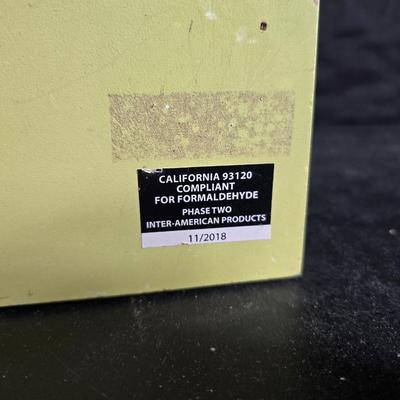 CALIFORNIA 93120
COMPLIANT
FOR FORMALDEHYDE
PHASE TWO
INTER-AMERICAN PRODUCTS
11/2018